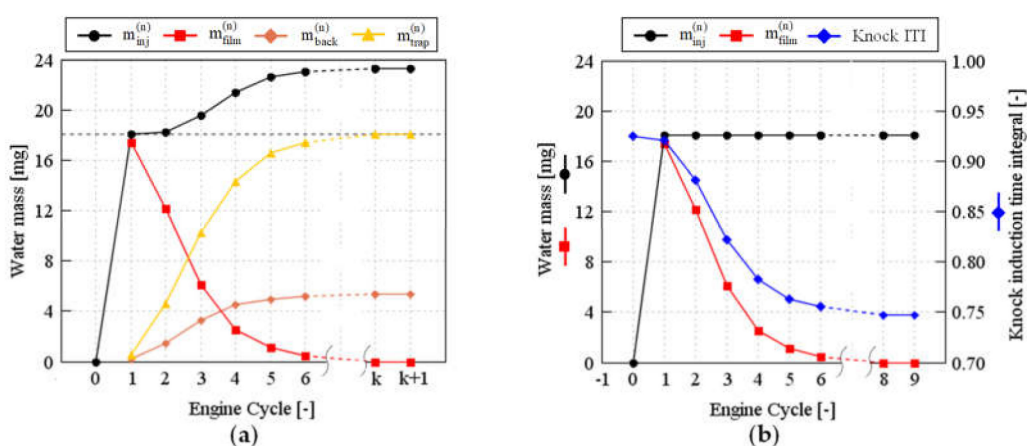 m_inj^(n) m_film^(n) m_back^(n) m_trap^(n)
24
20
16
12
8
4
0
Water mass [mg]
0 1 2 3 4 5 6 k k+1
Engine Cycle [-]
(a)
m_inj^(n) m_film^(n) Knock ITI
24
20
16
12
8
4
0
Water mass [mg]
1.00
0.95
0.90
0.85
0.80
0.75
0.70
Knock induction time integral [-]
-1 0 1 2 3 4 5 6 8 9
Engine Cycle [-]
(b)